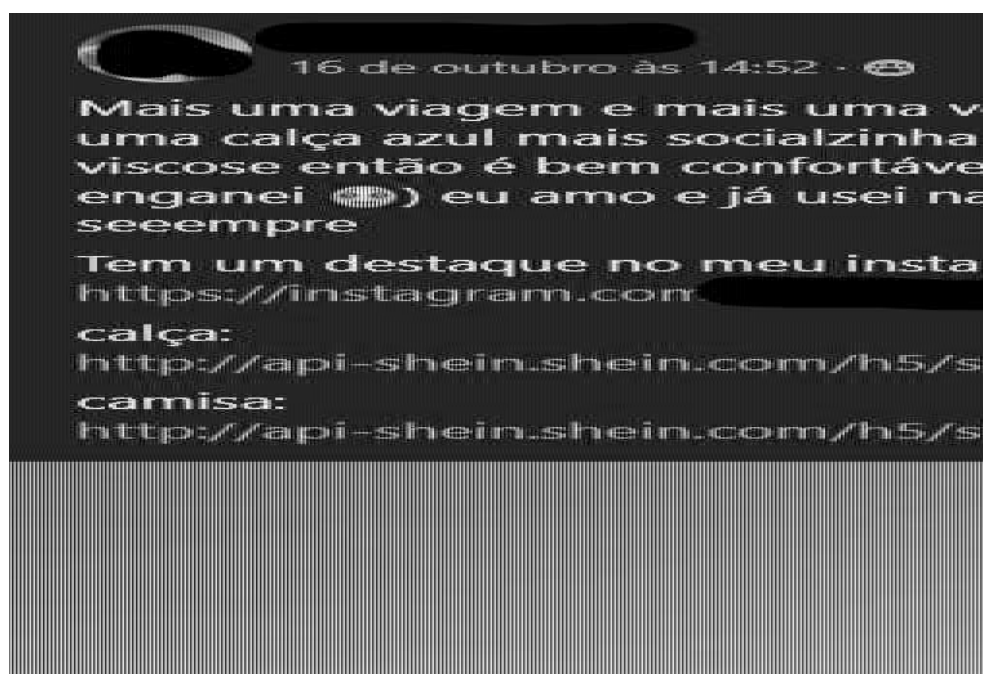 16 de outubro às 14:52 ·
Mais uma viagem e mais uma
uma calça azul mais socialzinha
viscose então é bem confortáve
enganei ) eu amo e já usei na
seeempre
Tem um destaque no meu insta
https://instagram.com
calça:
http://api-shein.shein.com/h5/s
camisa:
http://api-shein.shein.com/h5/s